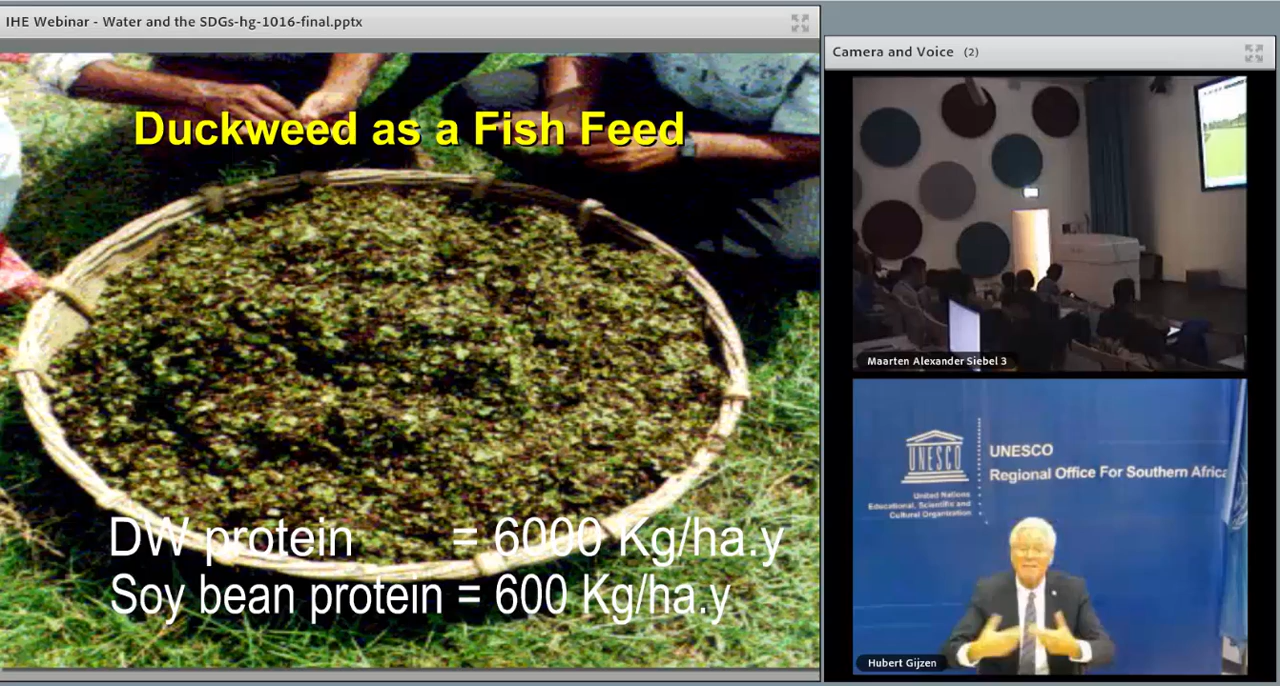 IHE Webinar - Water and the SDGs-hg-1016-final.pptx
Duckweed as a Fish Feed
DW protein = 6000 Kg/ha.y
Soy bean protein = 600 Kg/ha.y
Camera and Voice (2)
Maarten Alexander Siebel 3
UNESCO
United Nations
Educational, Scientific and
Cultural Organization
UNESCO
Regional Office For Southern Africa
Hubert Gijzen